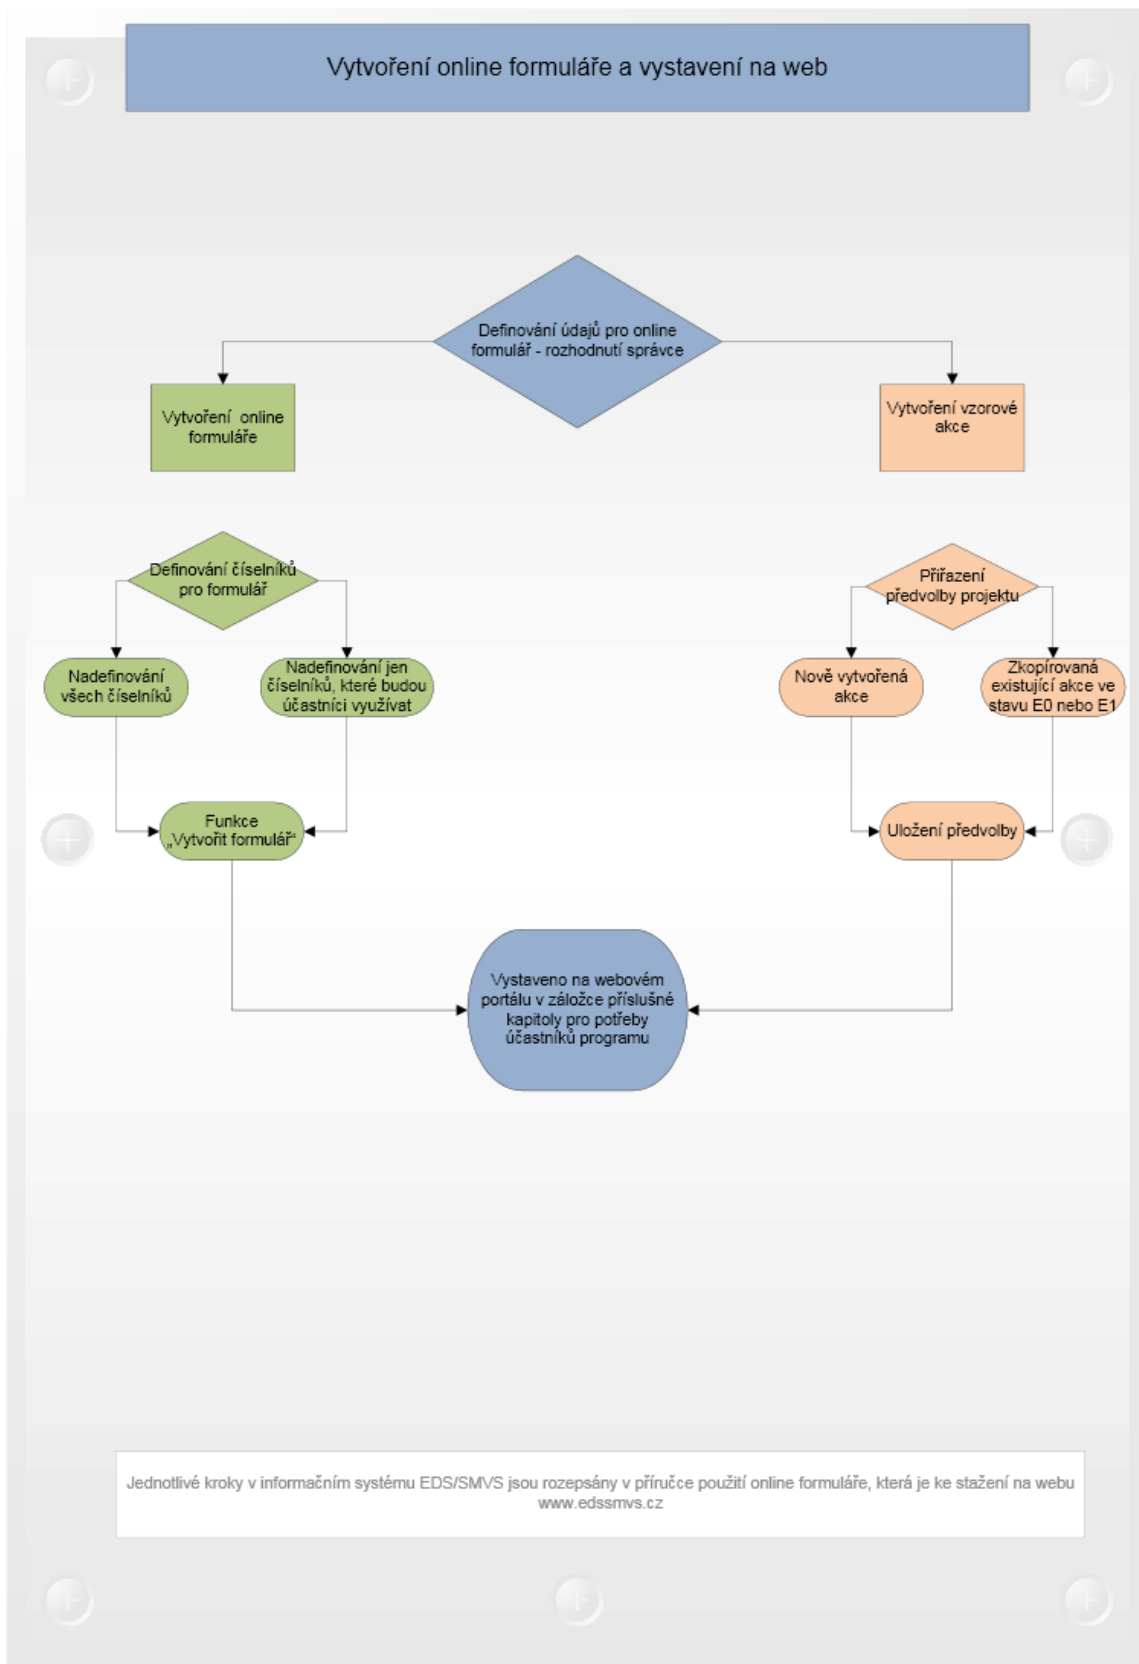 Vytvoření online formuláře a vystavení na web
Definování údajů pro online
formulář - rozhodnutí správce
Vytvoření online
formuláře
Vytvoření vzorové
akce
Definování číselníků
pro formulář
Přiřazení
předvolby projektu
Nadefinování
všech číselníků
Nadefinování jen
číselníků, které budou
účastníci využívat
Nově vytvořená
akce
Zkopírovaná
existující akce ve
stavu E0 nebo E1
Funkce
„Vytvořit formulář“
Uložení předvolby
Vystaveno na webovém
portálu v záložce příslušné
kapitoly pro potřeby
účastníků programu
Jednotlivé kroky v informačním systému EDS/SMVS jsou rozepsány v příručce použití online formuláře, která je ke stažení na webu
www.edssmvs.cz